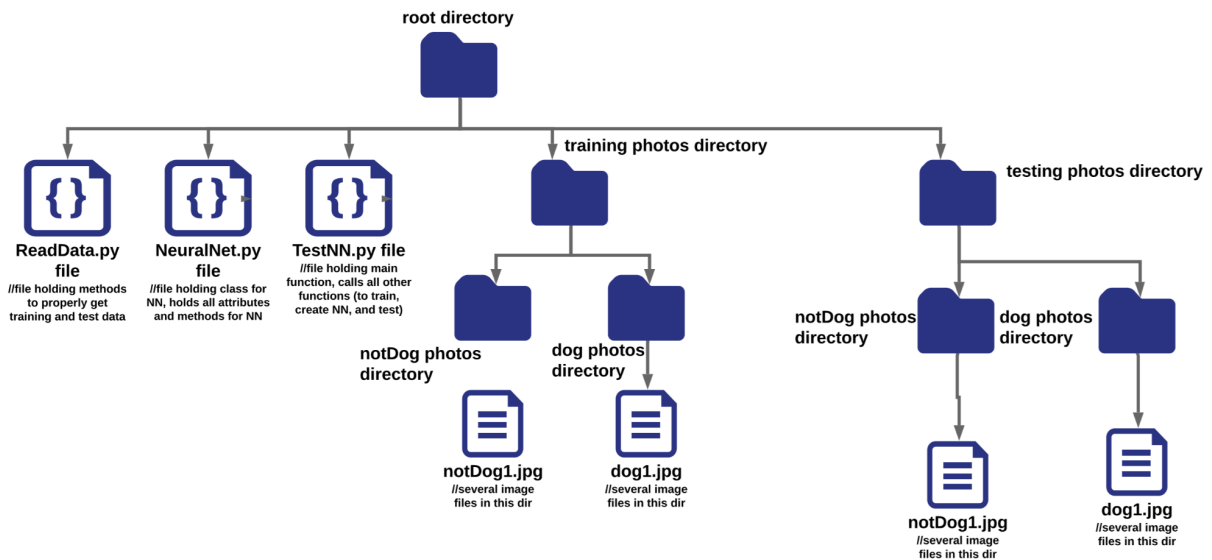 root directory
training photos directory
testing photos directory
{ }
{ }
{ }
ReadData.py
file
//file holding methods
to properly get
training and test data
NeuralNet.py
file
//file holding class for
NN, holds all attributes
and methods for NN
TestNN.py file
//file holding main
function, calls all other
functions (to train,
create NN, and test)
notDog photos
directory
dog photos
directory
notDog photos
directory
dog photos
directory
notDog1.jpg
//several image
files in this dir
dog1.jpg
//several image
files in this dir
notDog1.jpg
//several image
files in this dir
dog1.jpg
//several image
files in this dir